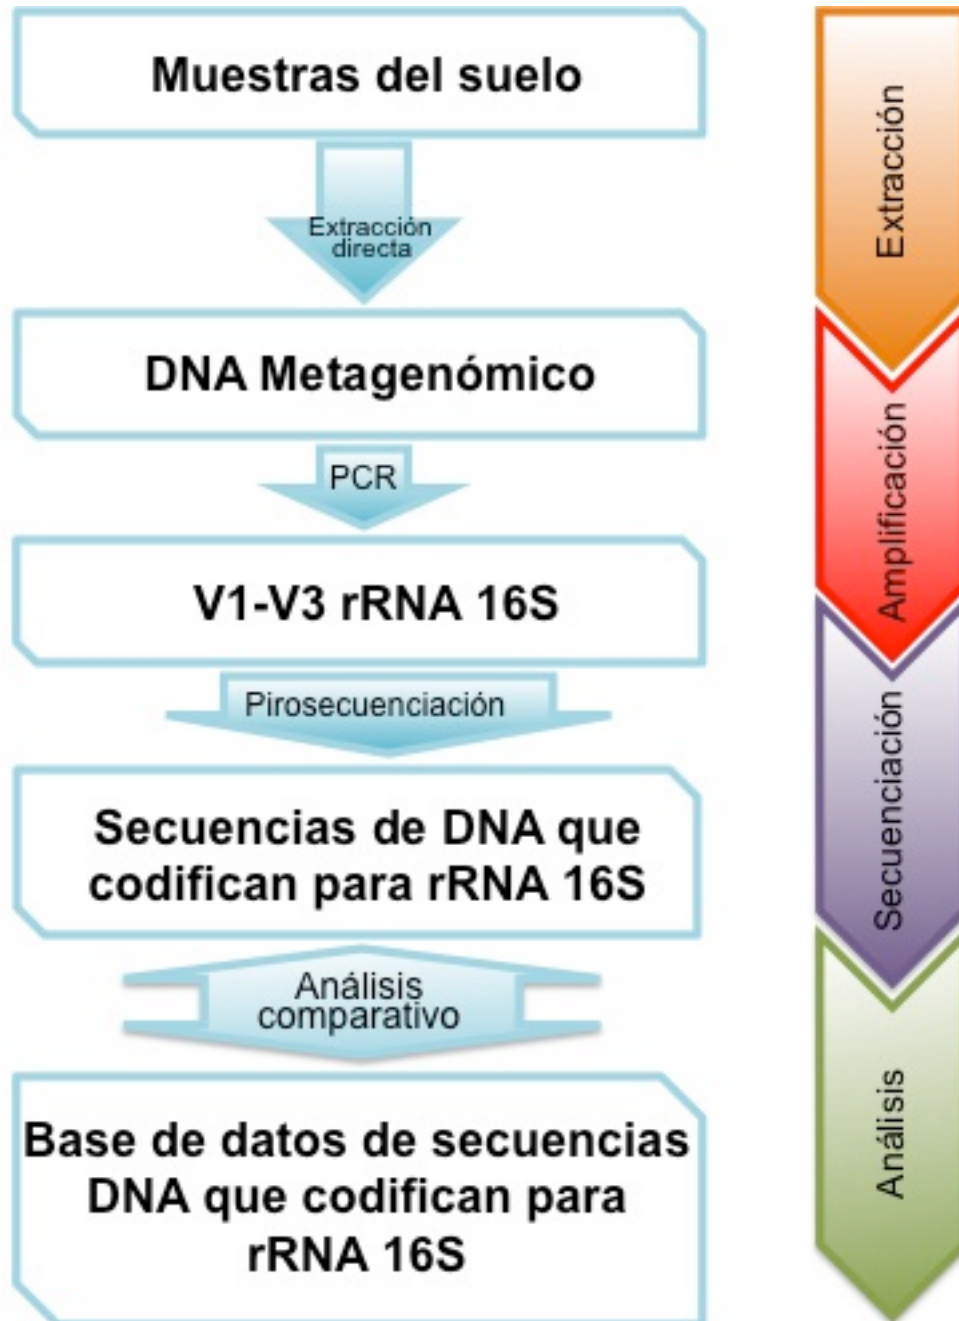 Muestras del suelo
Extracción
directa
DNA Metagenómico
PCR
V1-V3 rRNA 16S
Pirosecuenciación
Secuencias de DNA que
codifican para rRNA 16S
Análisis
comparativo
Base de datos de secuencias
DNA que codifican para
rRNA 16S
Extracción
Amplificación
Secuenciación
Análisis